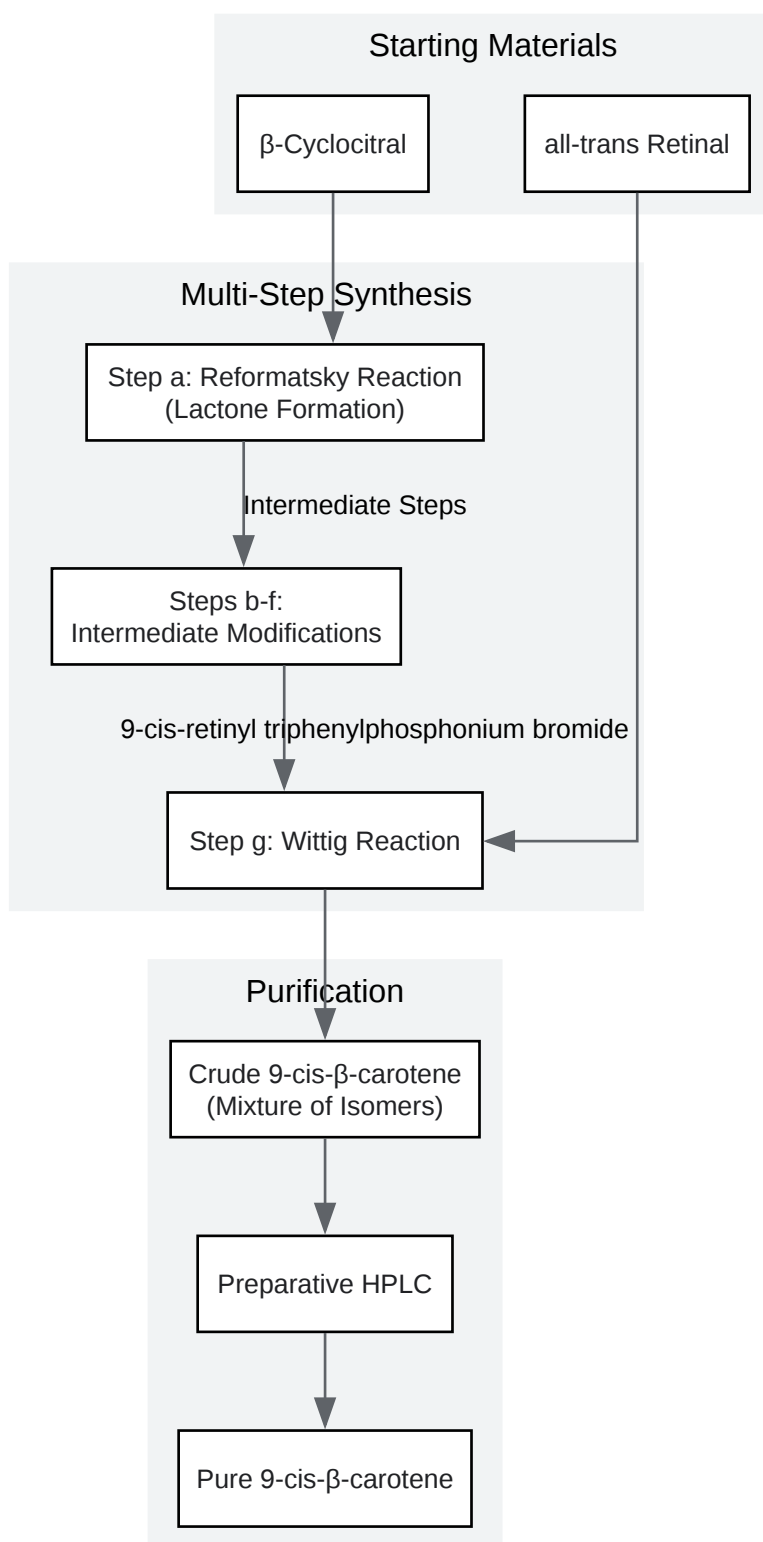 Starting Materials
β-Cyclocitral
all-trans Retinal
Multi-Step Synthesis
Step a: Reformatsky Reaction
(Lactone Formation)
Intermediate Steps
Steps b-f:
Intermediate Modifications
9-cis-retinyl triphenylphosphonium bromide
Step g: Wittig Reaction
Purification
Crude 9-cis-β-carotene
(Mixture of Isomers)
Preparative HPLC
Pure 9-cis-β-carotene